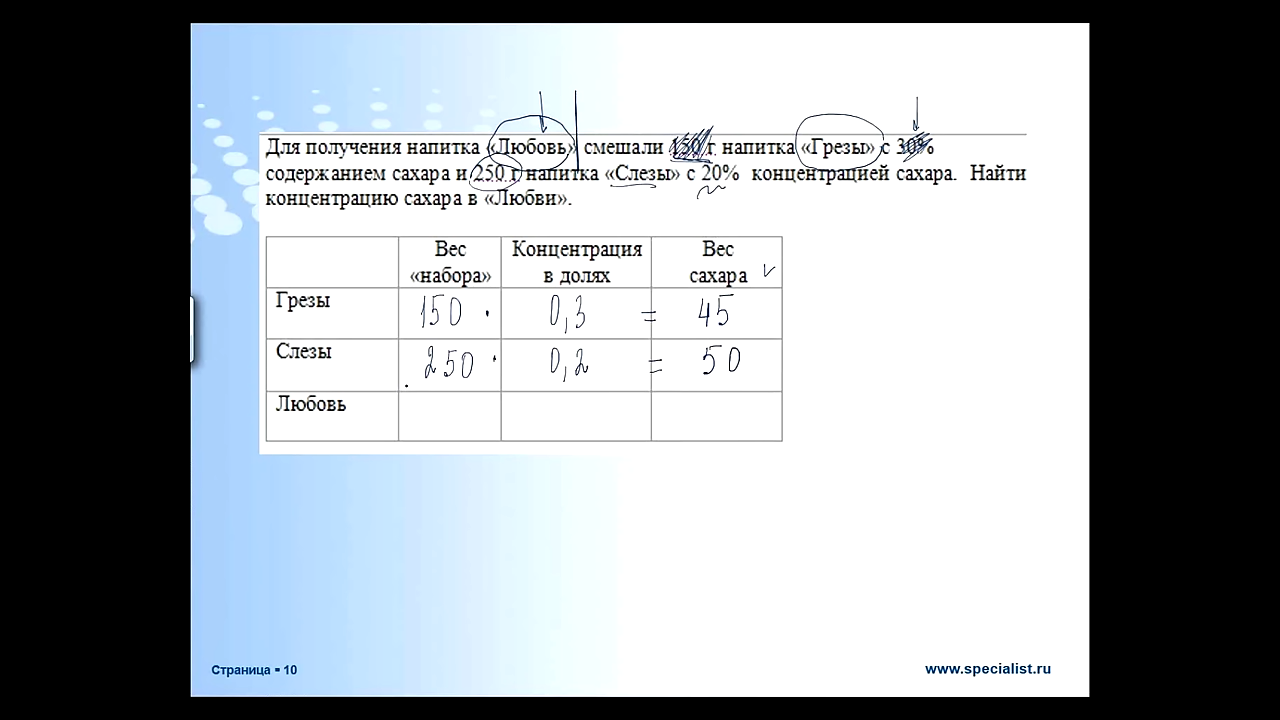 Для получения напитка «Любовь» смешали 150 г напитка «Грезы» с 30%
содержанием сахара и 250 г напитка «Слезы» с 20% концентрацией сахара. Найти
концентрацию сахара в «Любви».
Вес «набора» Концентрация в долях Вес сахара
Грезы 150 · 0,3 = 45
Слезы 250 · 0,2 = 50
Любовь
Страница ▪ 10
www.specialist.ru